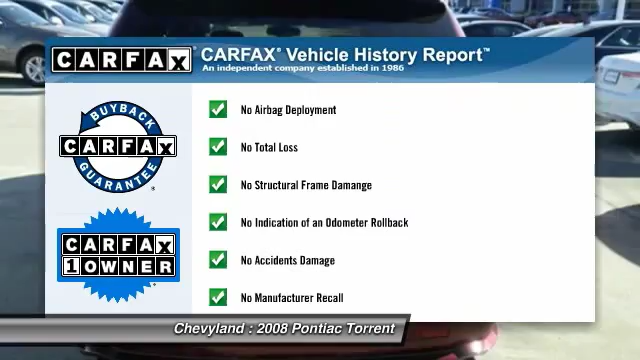 CARFAX CARFAX® Vehicle History Report™
An independent company established in 1986
BUYBACK
CARFAX
GUARANTEE®
CARFAX
1 OWNER
No Airbag Deployment
No Total Loss
No Structural Frame Damange
No Indication of an Odometer Rollback
No Accidents Damage
No Manufacturer Recall
Chevyland : 2008 Pontiac Torrent